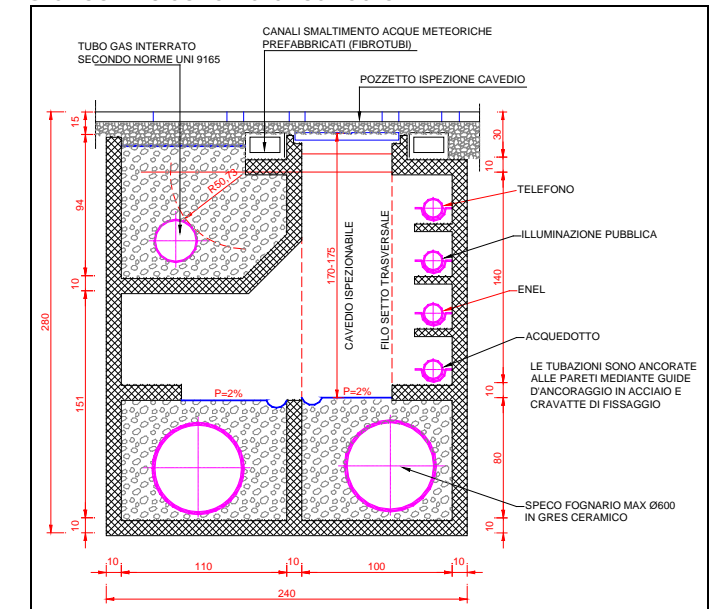 CANALI SMALTIMENTO ACQUE METEORICHE
PREFABBRICATI (FIBROTUBI)
TUBO GAS INTERRATO
SECONDO NORME UNI 9165
POZZETTO ISPEZIONE CAVEDIO
15
30
10
R50,73
94
TELEFONO
170-175
CAVEDIO ISPEZIONABILE
FILO SETTO TRASVERSALE
ILLUMINAZIONE PUBBLICA
140
10
ENEL
280
ACQUEDOTTO
LE TUBAZIONI SONO ANCORATE
ALLE PARETI MEDIANTE GUIDE
D'ANCORAGGIO IN ACCIAIO E
CRAVATTE DI FISSAGGIO
P=2%
P=2%
10
151
80
SPECO FOGNARIO MAX Ø600
IN GRES CERAMICO
10
10
10
110
10
100
10
240